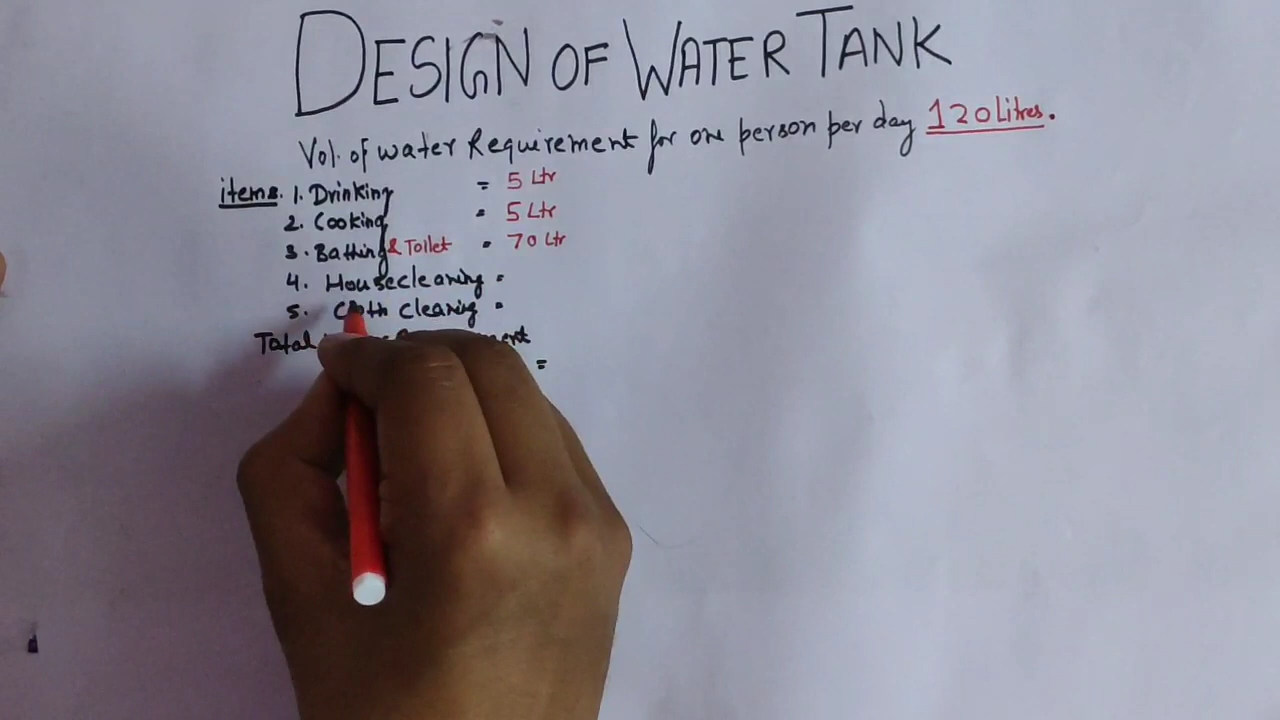 DESIGN OF WATER TANK
Vol. of water Requirement for one person per day 120 Litres.
items. 1. Drinking = 5 Ltr
2. Cooking = 5 Ltr
3. Bathing & Toilet = 70 Ltr
4. Housecleaning =
5. Cloth cleaning =
Total
=